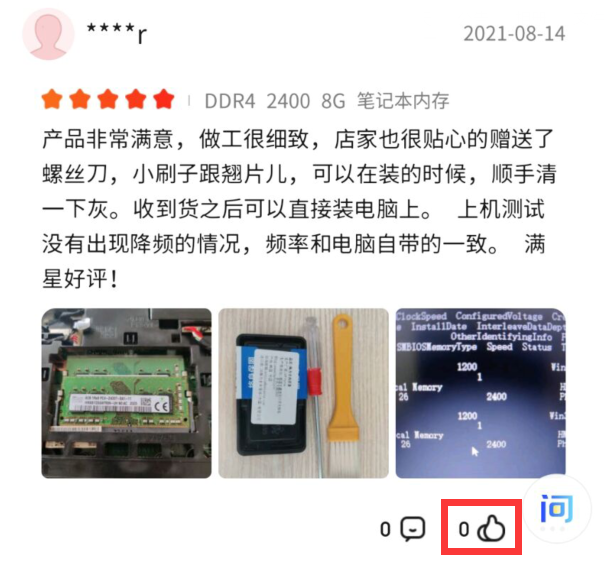 ****r
2021-08-14
DDR4 2400 8G 笔记本内存
产品非常满意，做工很细致，店家也很贴心的赠送了
螺丝刀，小刷子跟翘片儿，可以在装的时候，顺手清
一下灰。收到货之后可以直接装电脑上。 上机测试
没有出现降频的情况，频率和电脑自带的一致。 满
星好评！
ClockSpeed ConfiguredVoltage
InstallDate InterleaveDataDept
OtherIdentifyingInfo
SMBIOSMemoryType Speed Status
1200 Win
1
cal Memory
26 2400
1200 Win
1
cal Memory
26 2400
0
0
问